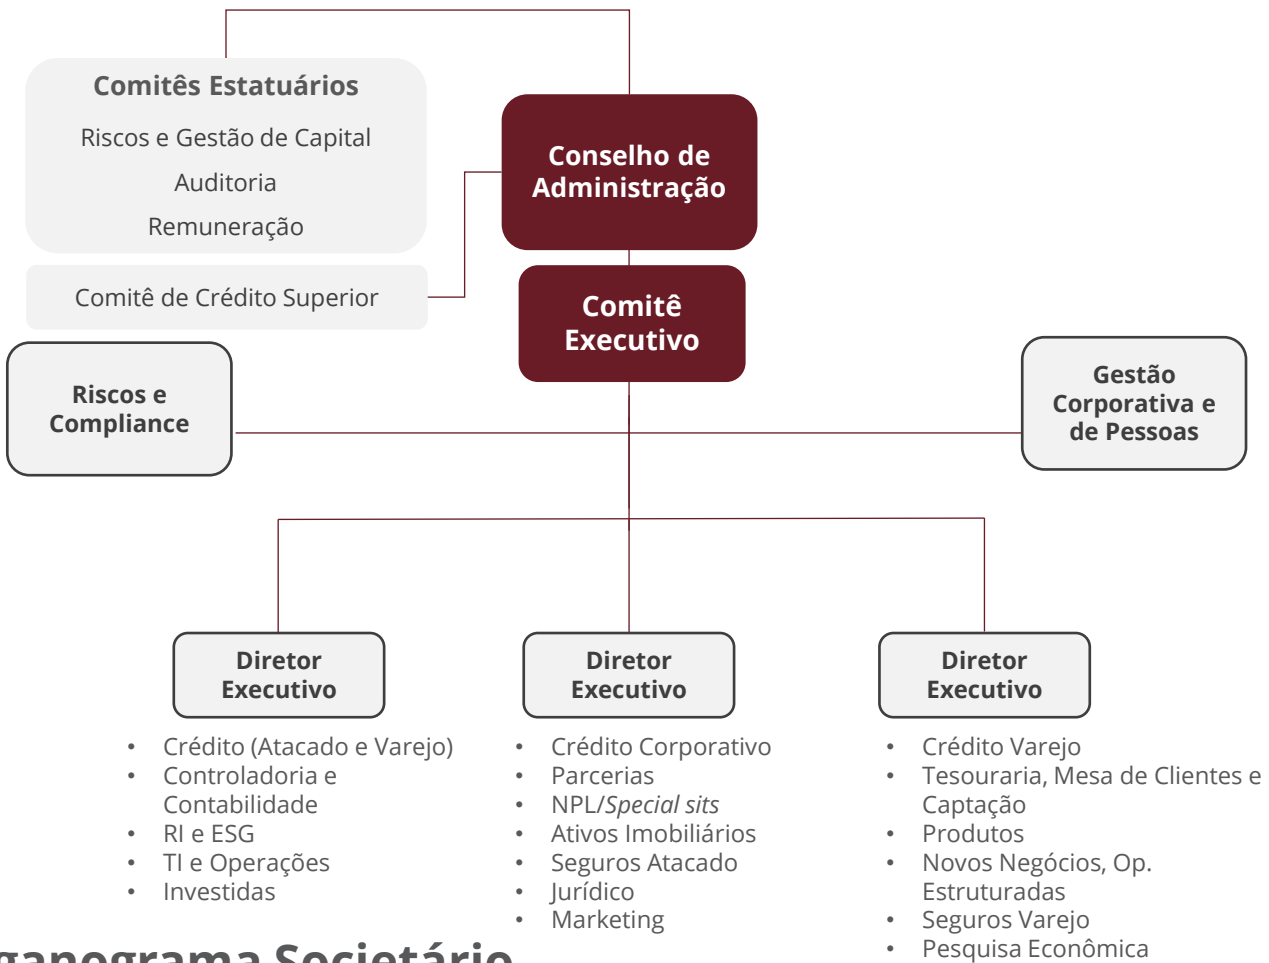 Comitês Estatuários
Riscos e Gestão de Capital
Auditoria
Remuneração
Comitê de Crédito Superior
Conselho de
Administração
Comitê
Executivo
Riscos e
Compliance
Gestão
Corporativa e
de Pessoas
Diretor
Executivo
• Crédito (Atacado e Varejo)
• Controladoria e
Contabilidade
• RI e ESG
• TI e Operações
• Investidas
Diretor
Executivo
• Crédito Corporativo
• Parcerias
• NPL/Special sits
• Ativos Imobiliários
• Seguros Atacado
• Jurídico
• Marketing
Diretor
Executivo
• Crédito Varejo
• Tesouraria, Mesa de Clientes e
Captação
• Produtos
• Novos Negócios, Op.
Estruturadas
• Seguros Varejo
• Pesquisa Econômica
ganograma Societário